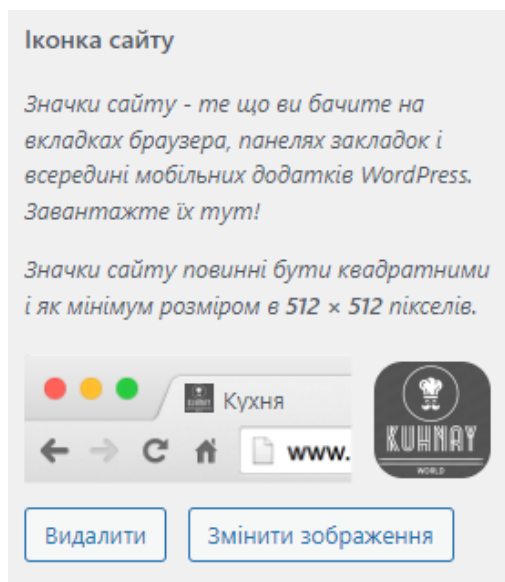 Іконка сайту
Значки сайту - те що ви бачите на
вкладках браузера, панелях закладок і
всередині мобільних додатків WordPress.
Завантажте їх тут!
Значки сайту повинні бути квадратними
і як мінімум розміром в 512 × 512 пікселів.
Кухня
www.
KUHNAY
WORLD
Видалити
Змінити зображення